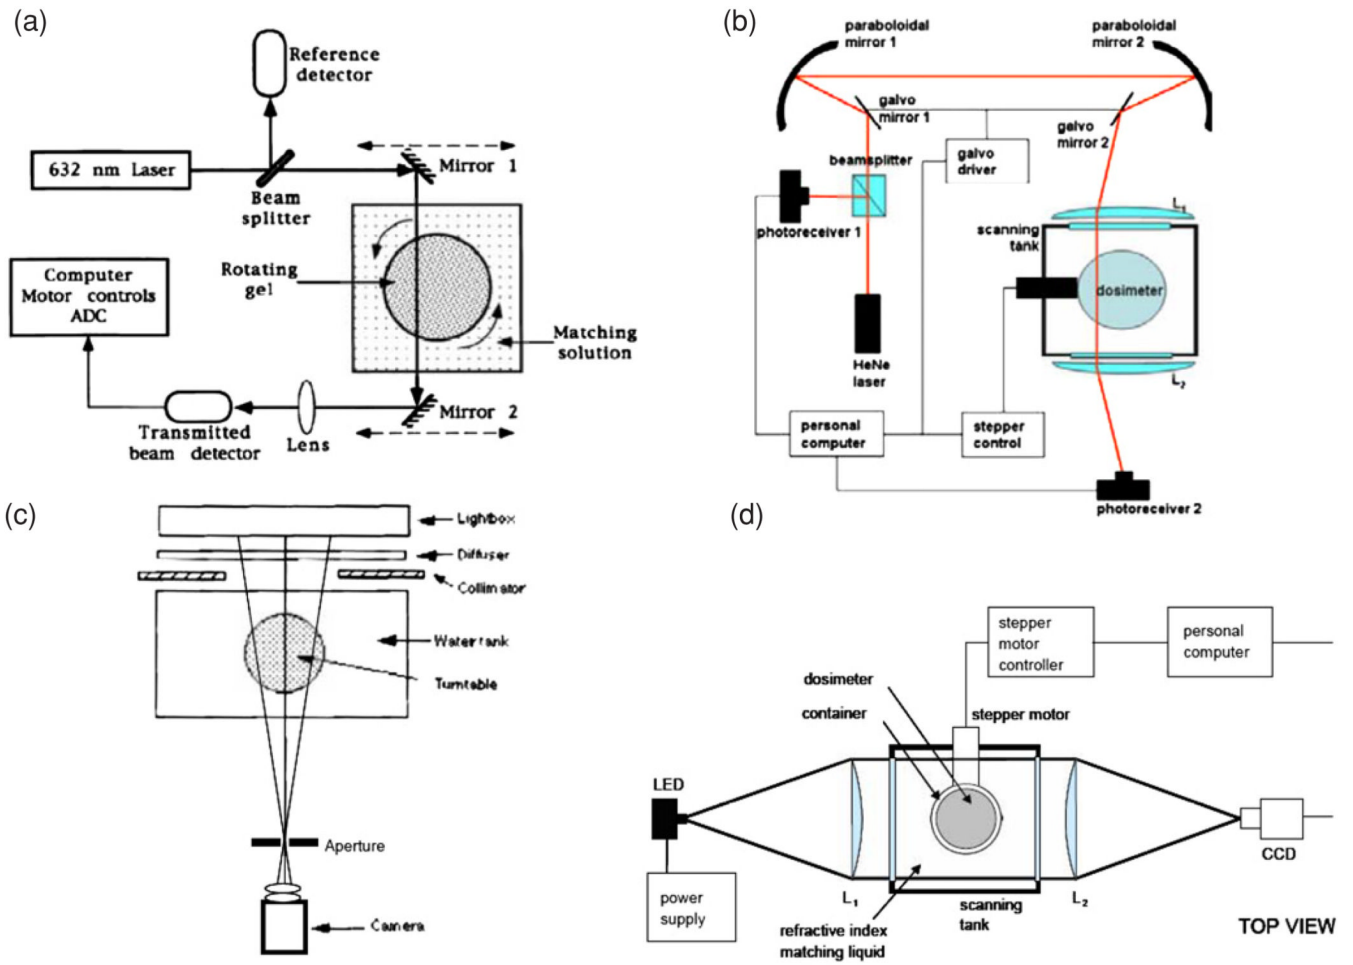 (a)
Reference
detector
632 nm Laser
Beam
splitter
Mirror 1
Rotating
gel
Computer
Motor controls
ADC
Matching
solution
Mirror 2
Transmitted
beam detector
Lens
(b)
paraboloidal
mirror 1
paraboloidal
mirror 2
galvo
mirror 1
galvo
mirror 2
beamsplitter
galvo
driver
photoreceiver 1
L1
scanning
tank
dosimeter
HeNe
laser
L2
personal
computer
stepper
control
photoreceiver 2
(c)
Lightbox
Diffuser
Collimator
Water tank
Turntable
Aperture
Camera
(d)
stepper
motor
controller
personal
computer
dosimeter
container
stepper motor
LED
CCD
power
supply
L1
scanning
tank
L2
refractive index
matching liquid
TOP VIEW